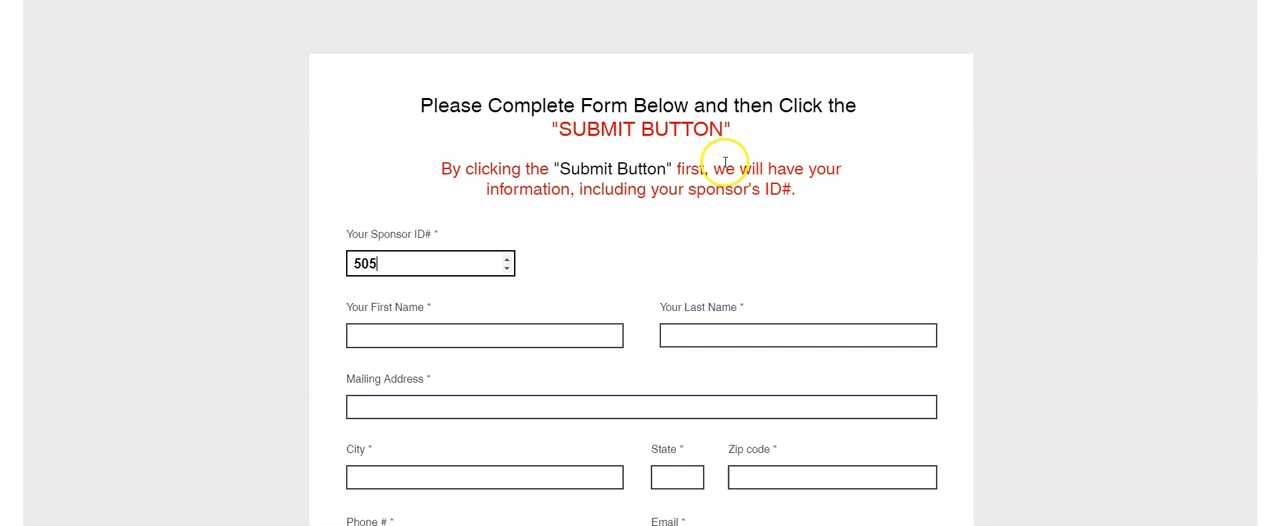 Please Complete Form Below and then Click the
"SUBMIT BUTTON"
By clicking the "Submit Button" first, we will have your
information, including your sponsor's ID#.
Your Sponsor ID# *
505
Your First Name * Your Last Name *
Mailing Address *
City * State * Zip code *
Phone # * Email *